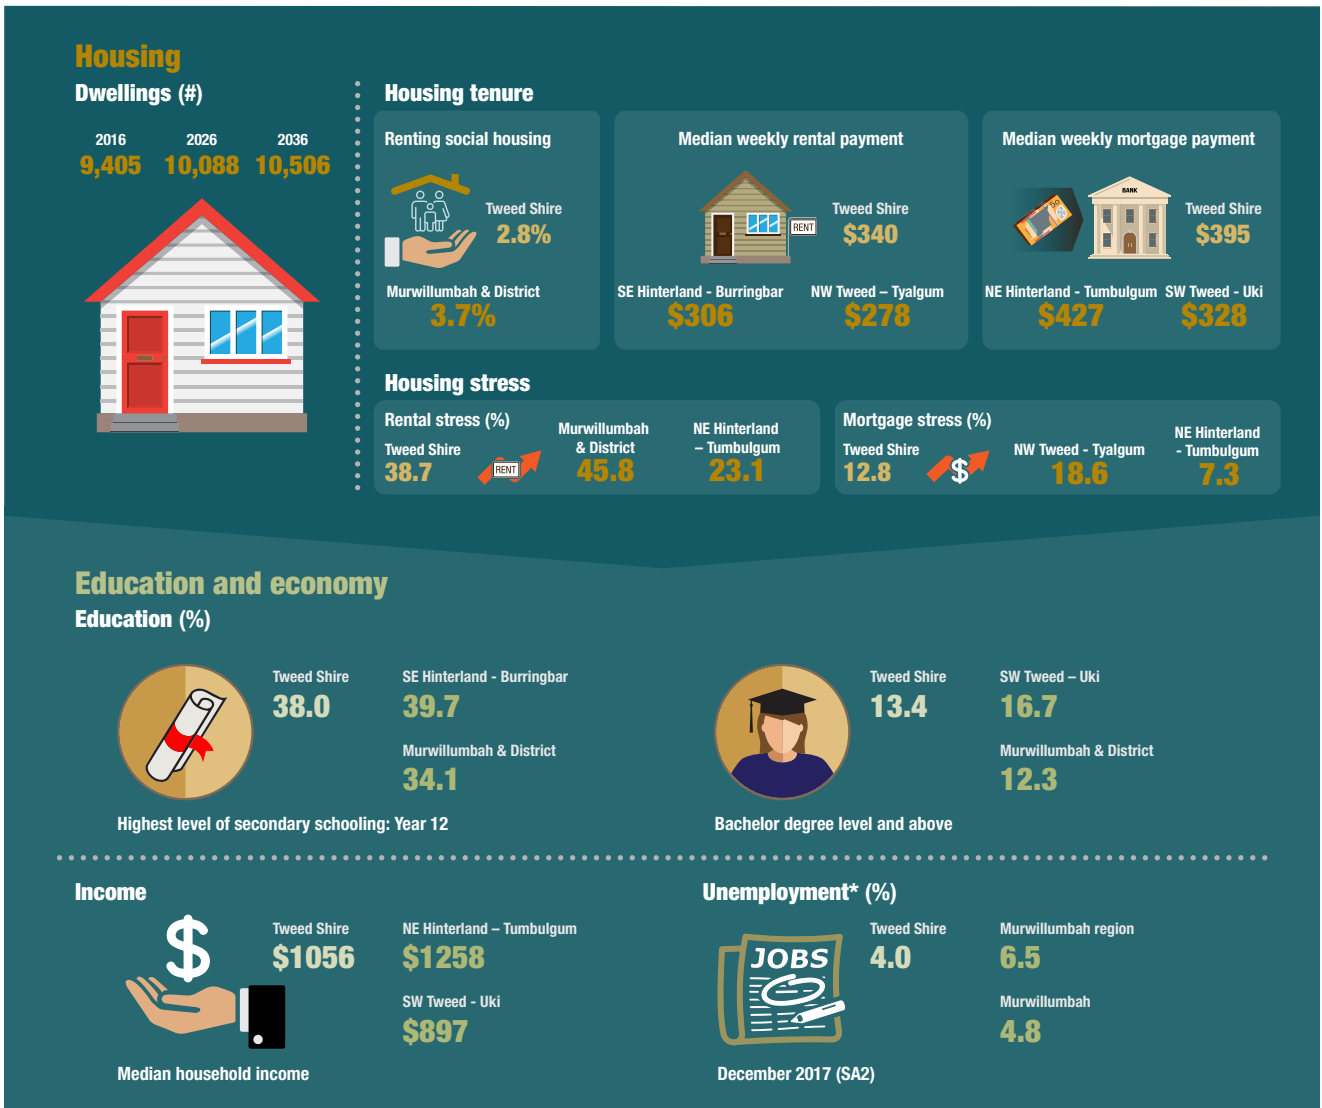 Housing
Dwellings (#)
2016 2026 2036
9,405 10,088 10,506
Housing tenure
Renting social housing
Tweed Shire
2.8%
Murwillumbah & District
3.7%
Median weekly rental payment
RENT
Tweed Shire
$340
SE Hinterland - Burringbar
$306
NW Tweed – Tyalgum
$278
Median weekly mortgage payment
50
BANK
Tweed Shire
$395
NE Hinterland - Tumbulgum
$427
SW Tweed - Uki
$328
Housing stress
Rental stress (%)
Tweed Shire
38.7
RENT
Murwillumbah
& District
45.8
NE Hinterland
– Tumbulgum
23.1
Mortgage stress (%)
Tweed Shire
12.8
$
NW Tweed - Tyalgum
18.6
NE Hinterland
- Tumbulgum
7.3
Education and economy
Education (%)
Tweed Shire
38.0
SE Hinterland - Burringbar
39.7
Murwillumbah & District
34.1
Highest level of secondary schooling: Year 12
Tweed Shire
13.4
SW Tweed – Uki
16.7
Murwillumbah & District
12.3
Bachelor degree level and above
Income
$
Tweed Shire
$1056
NE Hinterland – Tumbulgum
$1258
SW Tweed - Uki
$897
Median household income
Unemployment* (%)
JOBS
Tweed Shire
4.0
Murwillumbah region
6.5
Murwillumbah
4.8
December 2017 (SA2)